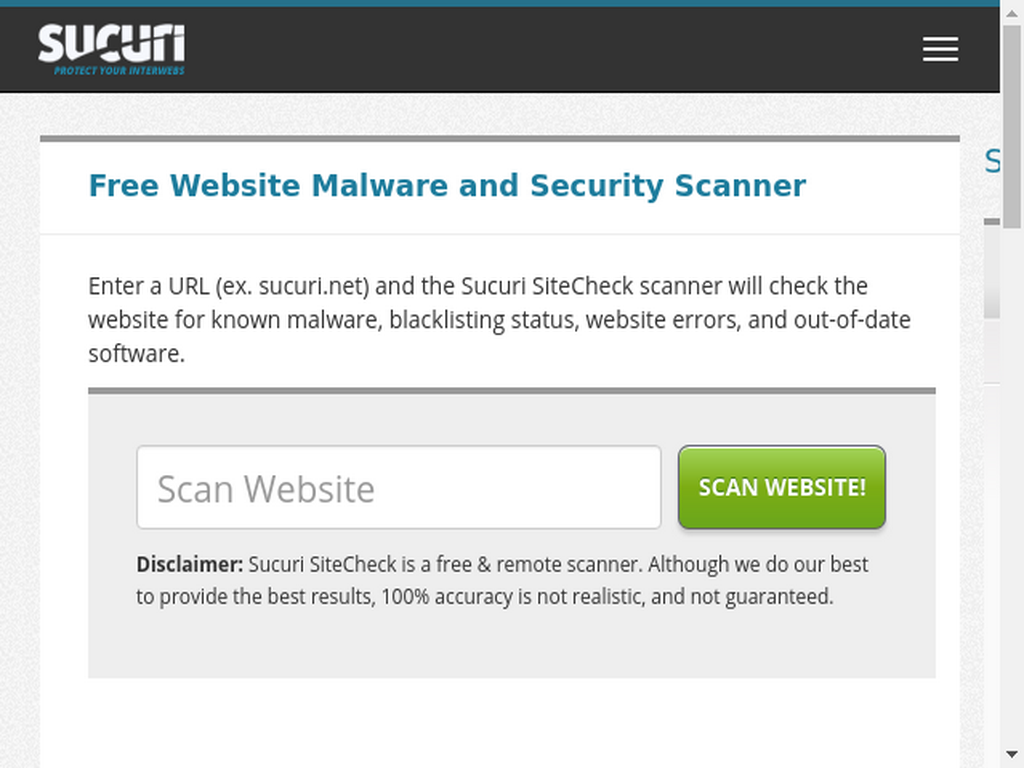 sucuri
PROTECT YOUR INTERWEBS
S
Free Website Malware and Security Scanner
Enter a URL (ex. sucuri.net) and the Sucuri SiteCheck scanner will check the
website for known malware, blacklisting status, website errors, and out-of-date
software.
Scan Website
SCAN WEBSITE!
Disclaimer: Sucuri SiteCheck is a free & remote scanner. Although we do our best
to provide the best results, 100% accuracy is not realistic, and not guaranteed.